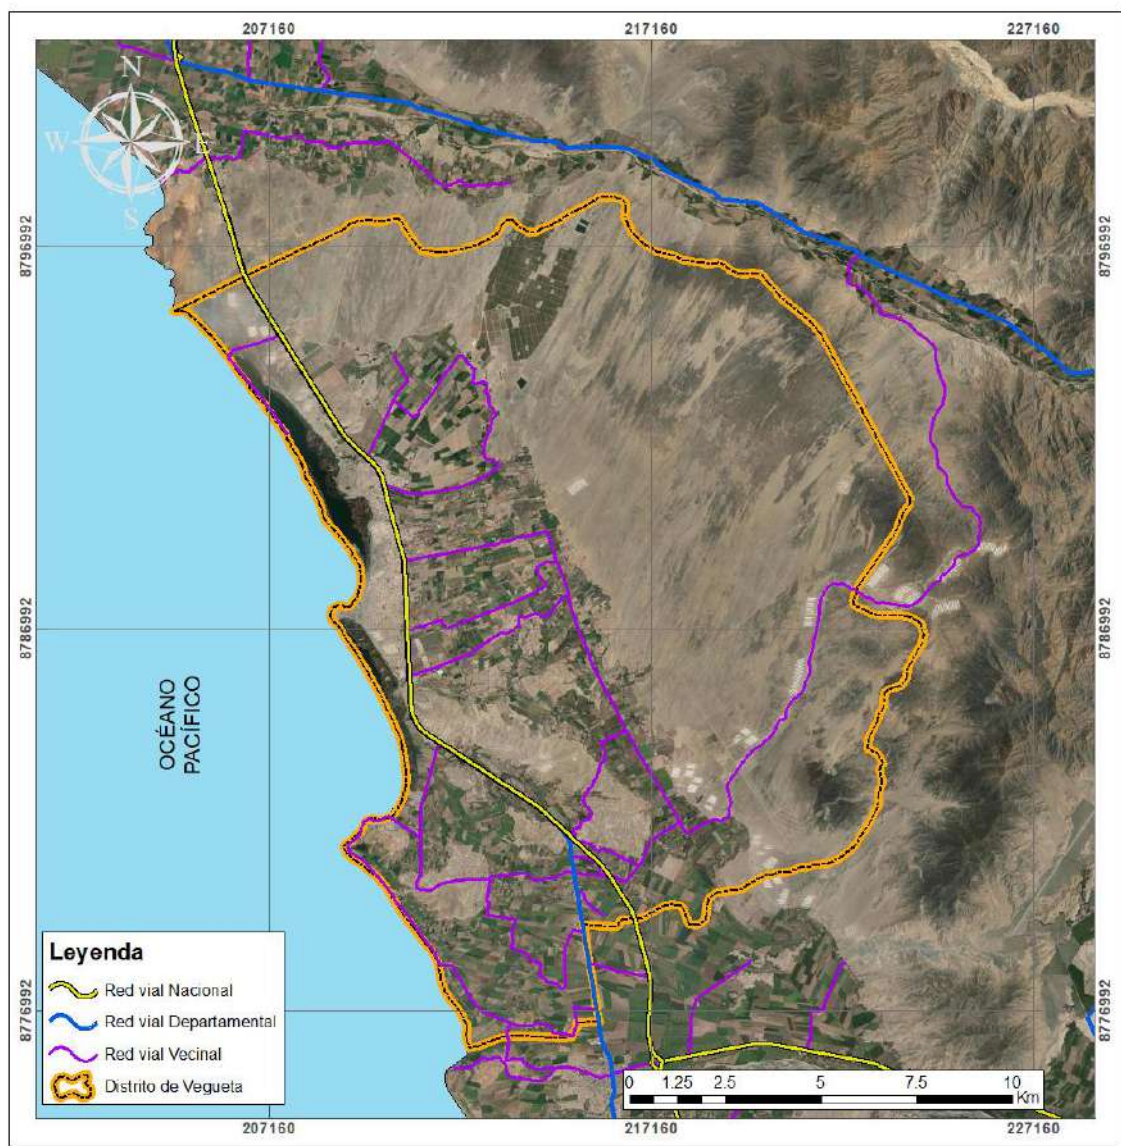 207160
217160
227160
N
W
E
S
8796992
8796992
8786992
8786992
OCÉANO
PACÍFICO
Leyenda
Red vial Nacional
Red vial Departamental
Red vial Vecinal
Distrito de Vegueta
8776992
8776992
0 1.25 2.5 5 7.5 10
Km
207160
217160
227160